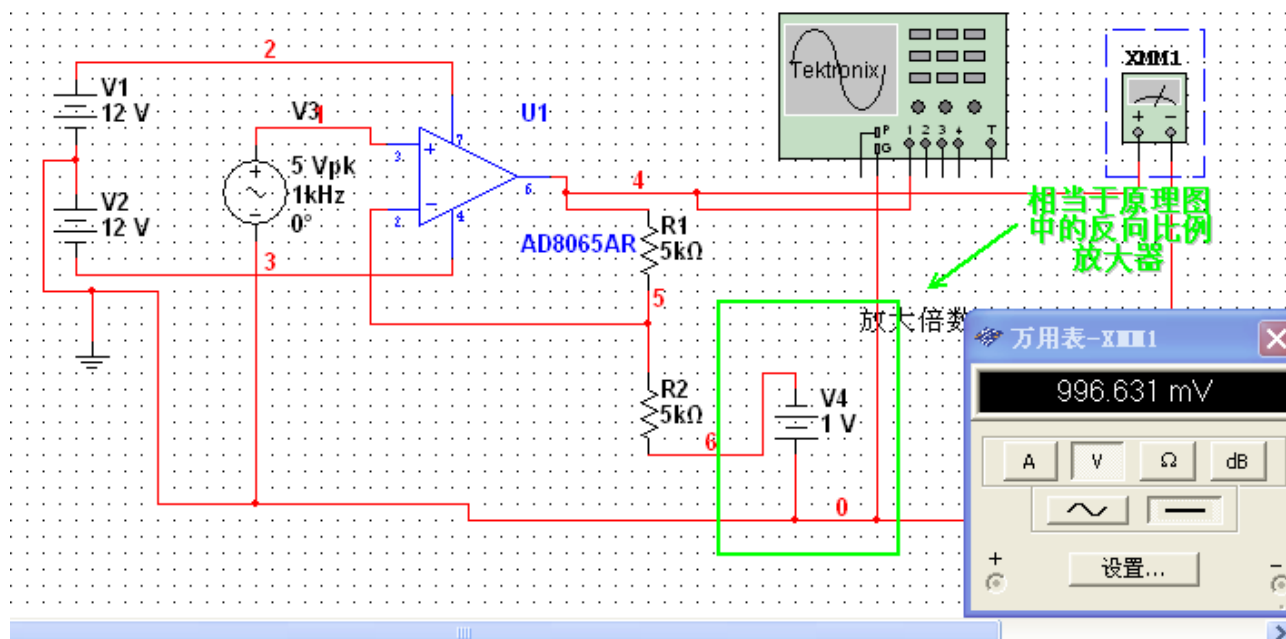 2
V1
12 V
V2
12 V
3
V3
1
5 Vpk
1kHz
0°
U1
3.
+
7
2.
−
4
6.
AD8065AR
4
R1
5kΩ
5
R2
5kΩ
6
V4
1 V
0
Tektronix
P
G
1 2 3 4 T
XMM1
+ −
相当于原理图
中的反向比例
放大器
放大倍数
万用表-XMM1
996.631 mV
A V Ω dB
+ −
设置...